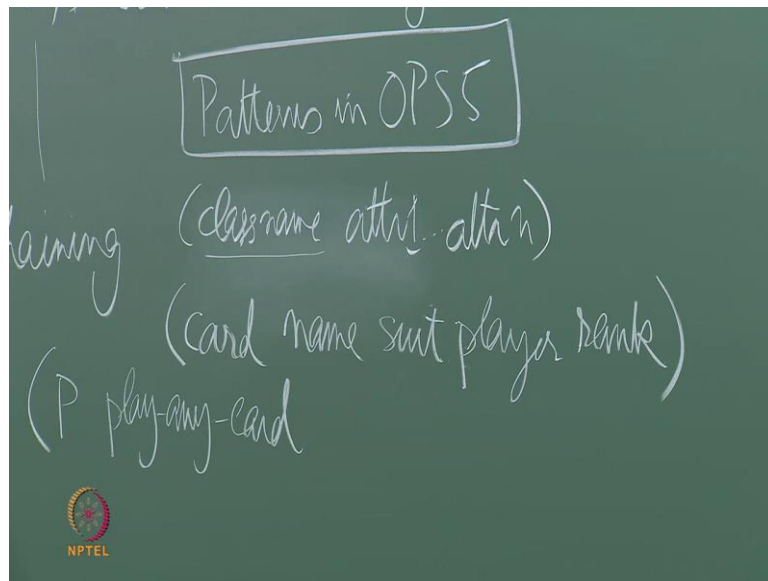 Patterns in OPS5
(classname attr1...attrn)
(card name suit player rank)
(P play-any-card
NPTEL